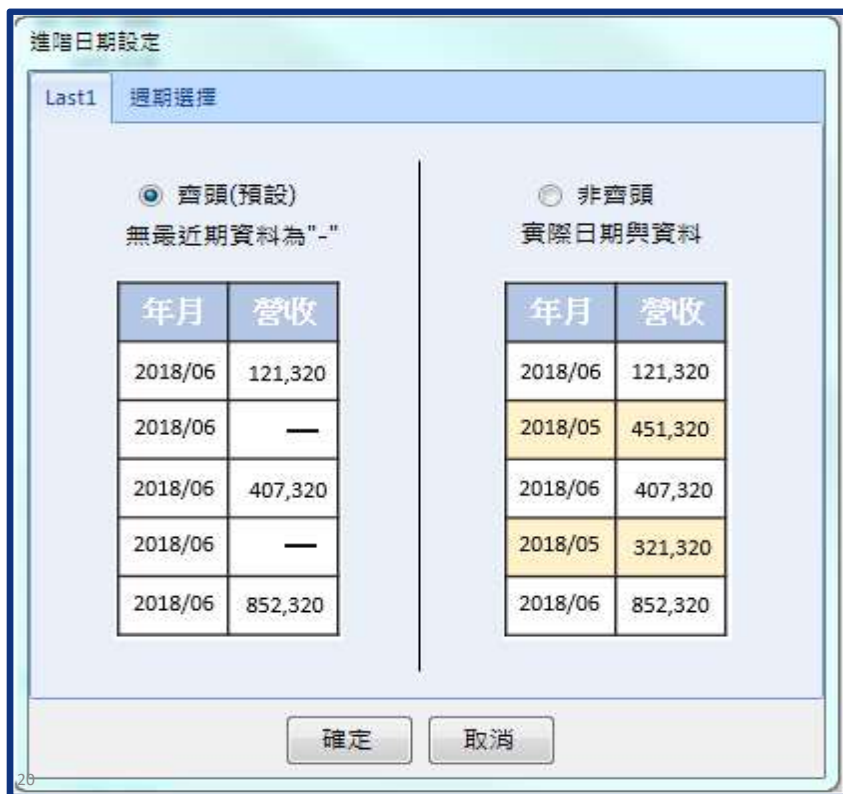 進階日期設定
Last1 週期選擇
齊頭(預設)
無最近期資料為"-"
年月 營收
2018/06 121,320
2018/06 —
2018/06 407,320
2018/06 —
2018/06 852,320
非齊頭
實際日期與資料
年月 營收
2018/06 121,320
2018/05 451,320
2018/06 407,320
2018/05 321,320
2018/06 852,320
確定 取消
20